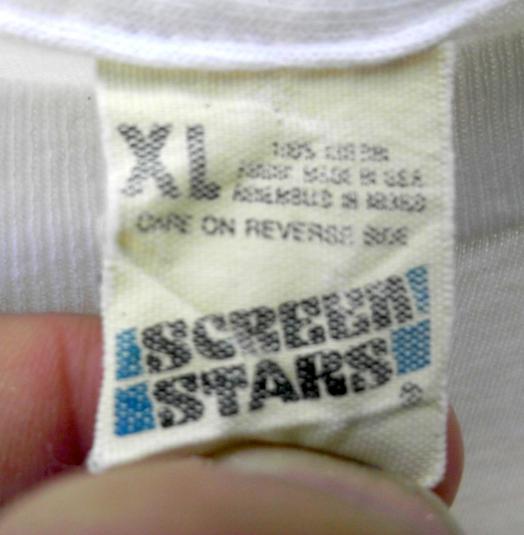 XL
100% COTTON
FABRIC MADE IN U.S.A.
ASSEMBLED IN MEXICO
CARE ON REVERSE SIDE
SCREEN
STARS
®